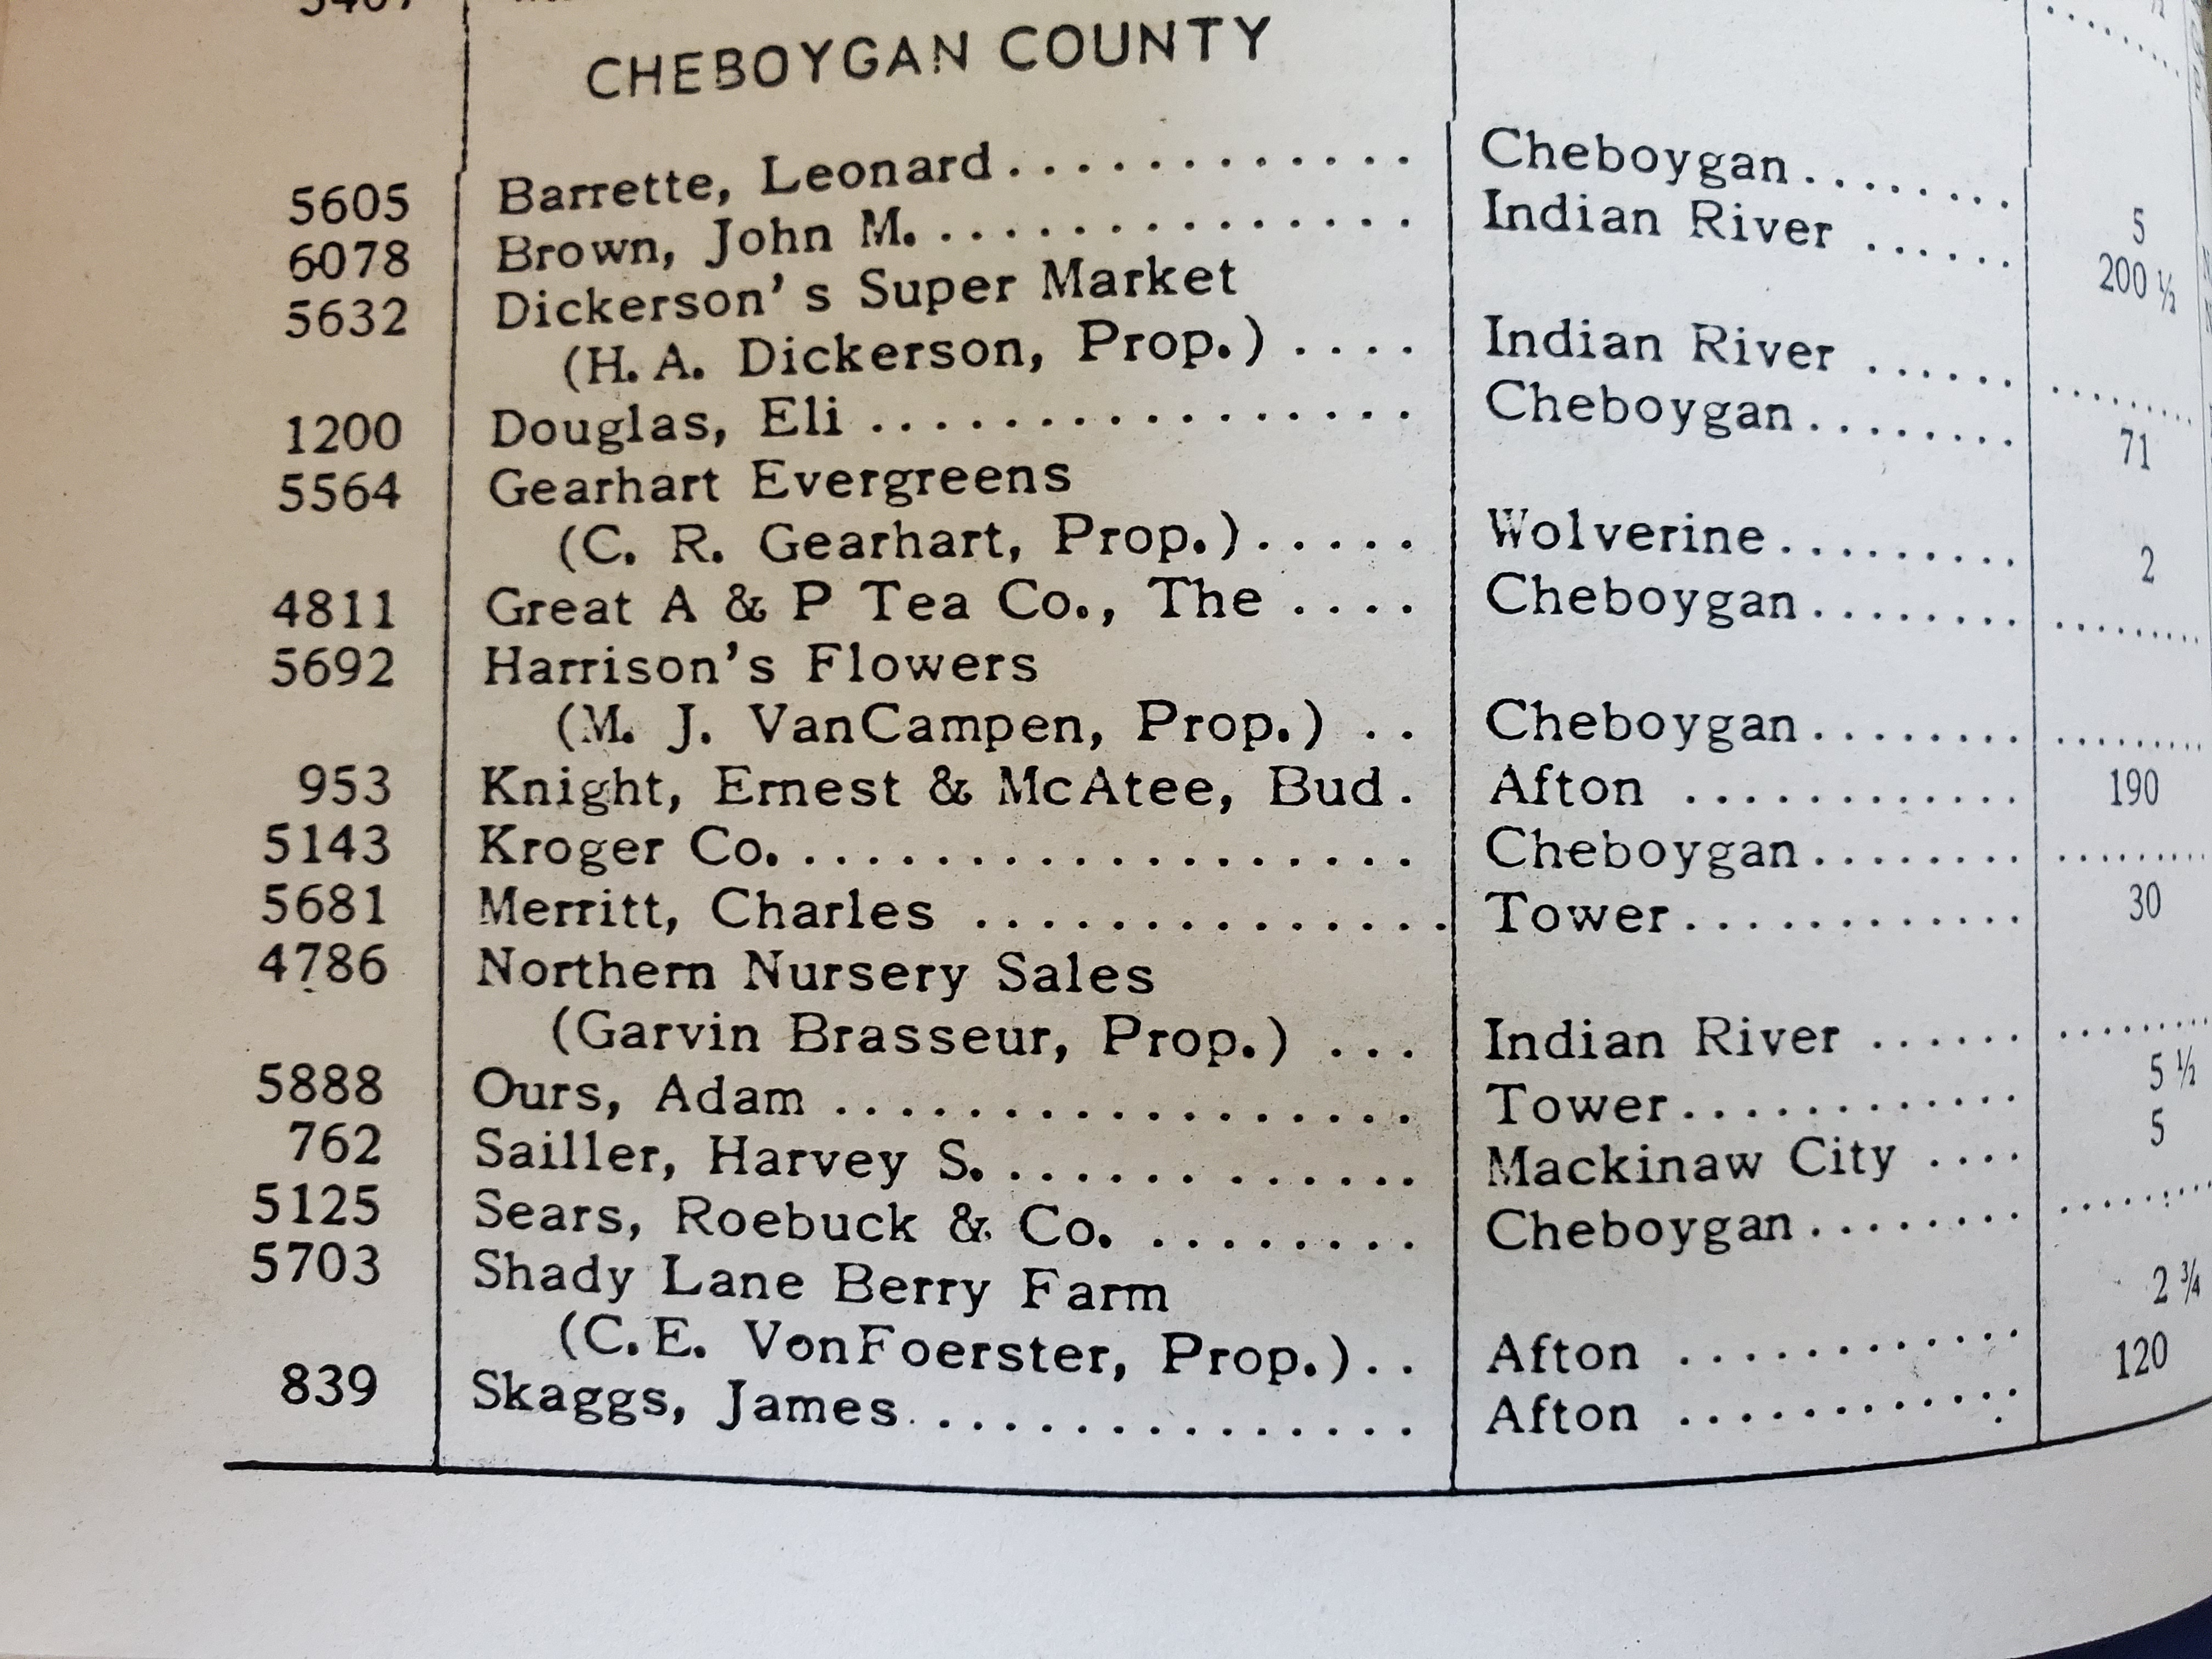 CHEBOYGAN COUNTY
5605 Barrette, Leonard............. Cheboygan........ 5
6078 Brown, John M................ Indian River ...... 200 ½
5632 Dickerson's Super Market
(H. A. Dickerson, Prop.) .... Indian River ...... .........
1200 Douglas, Eli ................ Cheboygan........ 71
5564 Gearhart Evergreens
(C. R. Gearhart, Prop.)..... Wolverine......... 2
4811 Great A & P Tea Co., The .... Cheboygan......... .........
5692 Harrison's Flowers
(M. J. VanCampen, Prop.) .. Cheboygan......... .........
953 Knight, Ernest & McAtee, Bud . Afton ............ 190
5143 Kroger Co.................... Cheboygan......... .........
5681 Merritt, Charles .............. Tower............ 30
4786 Northern Nursery Sales
(Garvin Brasseur, Prop.) ... Indian River ...... .........
5888 Ours, Adam .................. Tower............ 5 ½
762 Sailler, Harvey S............... Mackinaw City .... 5
5125 Sears, Roebuck & Co. ........ Cheboygan........ .........
5703 Shady Lane Berry Farm
(C.E. VonFoerster, Prop.).. Afton ............ 2 ¾
839 Skaggs, James................ Afton ............ 120